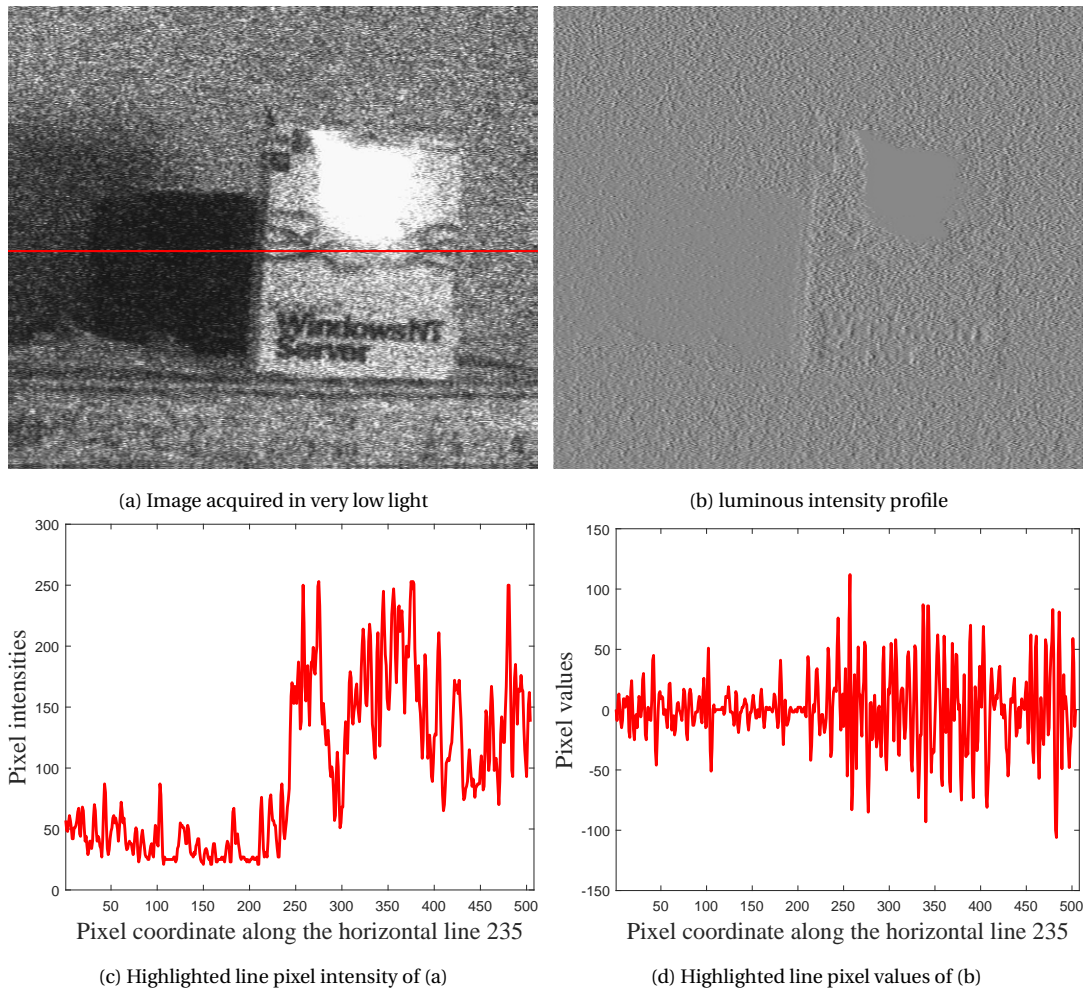 WindowsNT
Server
(a) Image acquired in very low light
(b) luminous intensity profile
300
250
200
150
100
50
0
50 100 150 200 250 300 350 400 450 500
Pixel intensities
Pixel coordinate along the horizontal line 235
150
100
50
0
-50
-100
-150
50 100 150 200 250 300 350 400 450 500
Pixel values
Pixel coordinate along the horizontal line 235
(c) Highlighted line pixel intensity of (a)
(d) Highlighted line pixel values of (b)